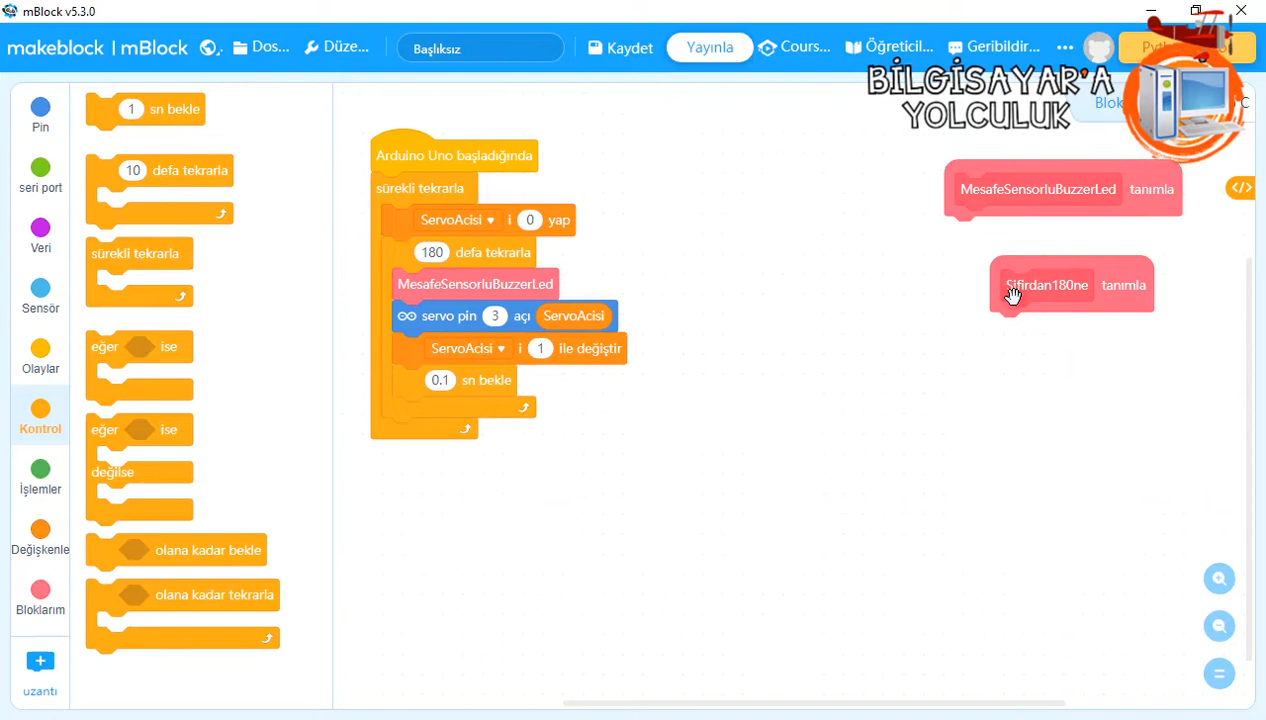 mBlock v5.3.0
makeblock | mBlock
Dos...
Düze...
Başlıksız
Kaydet
Yayınla
Cours...
Öğreticil...
Geribildir...
BİLGİSAYAR'A
YOLCULUK
Blok
C
Pin
seri port
Veri
Sensör
Olaylar
Kontrol
İşlemler
Değişkenle
Bloklarım
uzantı
1 sn bekle
10 defa tekrarla
sürekli tekrarla
eğer ise
eğer ise
değilse
olana kadar bekle
olana kadar tekrarla
Arduino Uno başladığında
sürekli tekrarla
ServoAcisi i 0 yap
180 defa tekrarla
MesafeSensorluBuzzerLed
servo pin 3 açı ServoAcisi
ServoAcisi i 1 ile değiştir
0.1 sn bekle
MesafeSensorluBuzzerLed tanımla
Sifirdan180ne tanımla